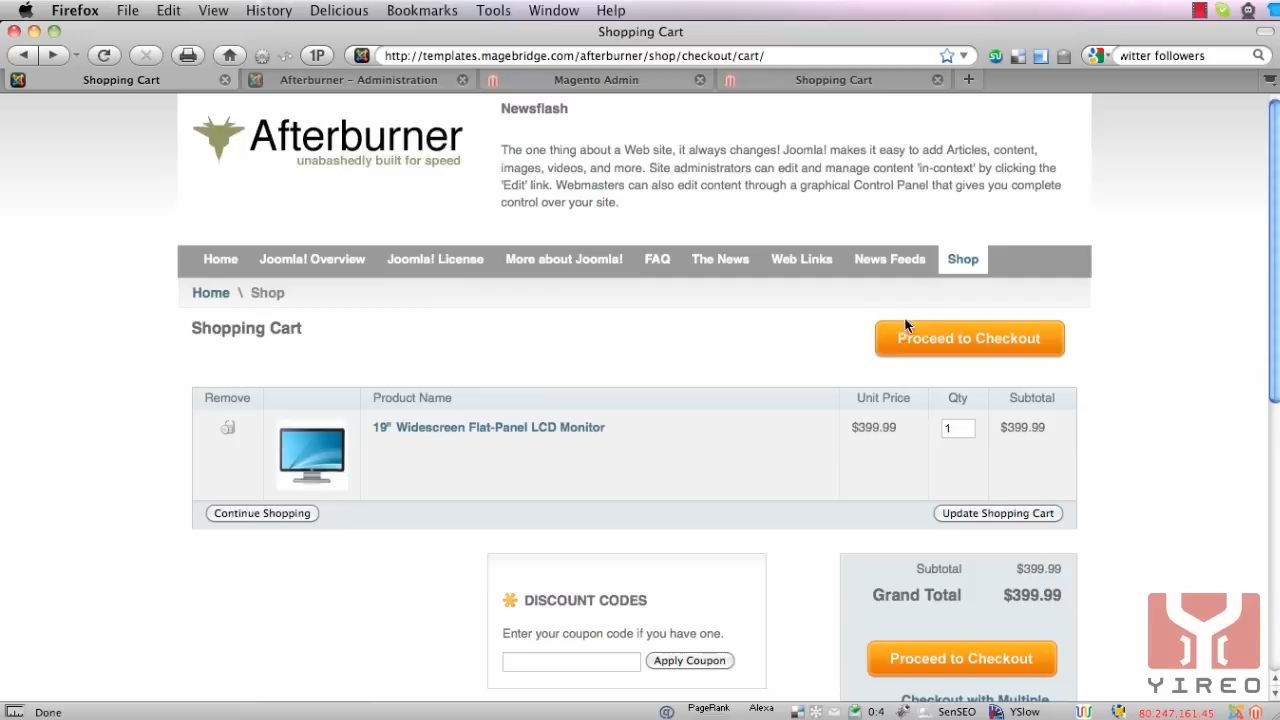 Firefox File Edit View History Delicious Bookmarks Tools Window Help
Shopping Cart
1P http://templates.magebridge.com/afterburner/shop/checkout/cart/ witter followers
Shopping Cart Afterburner - Administration Magento Admin Shopping Cart +
Afterburner
unabashedly built for speed
Newsflash
The one thing about a Web site, it always changes! Joomla! makes it easy to add Articles, content,
images, videos, and more. Site administrators can edit and manage content 'in-context' by clicking the
'Edit' link. Webmasters can also edit content through a graphical Control Panel that gives you complete
control over your site.
Home Joomla! Overview Joomla! License More about Joomla! FAQ The News Web Links News Feeds Shop
Home \ Shop
Shopping Cart
Proceed to Checkout
Remove Product Name Unit Price Qty Subtotal
19" Widescreen Flat-Panel LCD Monitor $399.99 1 $399.99
Continue Shopping Update Shopping Cart
DISCOUNT CODES
Enter your coupon code if you have one.
Apply Coupon
Subtotal $399.99
Grand Total $399.99
Proceed to Checkout
Checkout with Multiple
YIREO
Done PageRank Alexa 0:4 SenSEO YSlow 80.247.161.45